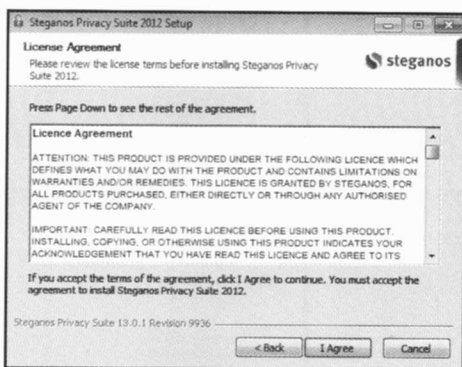 Steganos Privacy Suite 2012 Setup
License Agreement
Please review the license terms before installing Steganos Privacy
Suite 2012.
steganos
Press Page Down to see the rest of the agreement.
Licence Agreement
ATTENTION: THIS PRODUCT IS PROVIDED UNDER THE FOLLOWING LICENCE WHICH
DEFINES WHAT YOU MAY DO WITH THE PRODUCT AND CONTAINS LIMITATIONS ON
WARRANTIES AND/OR REMEDIES. THIS LICENCE IS GRANTED BY STEGANOS, FOR
ALL PRODUCTS PURCHASED, EITHER DIRECTLY OR THROUGH ANY AUTHORISED
AGENT OF THE COMPANY.
IMPORTANT: CAREFULLY READ THIS LICENCE BEFORE USING THIS PRODUCT.
INSTALLING, COPYING, OR OTHERWISE USING THIS PRODUCT INDICATES YOUR
ACKNOWLEDGEMENT THAT YOU HAVE READ THIS LICENCE AND AGREE TO ITS
If you accept the terms of the agreement, click I Agree to continue. You must accept the
agreement to install Steganos Privacy Suite 2012.
Steganos Privacy Suite 13.0.1 Revision 9936
< Back I Agree Cancel